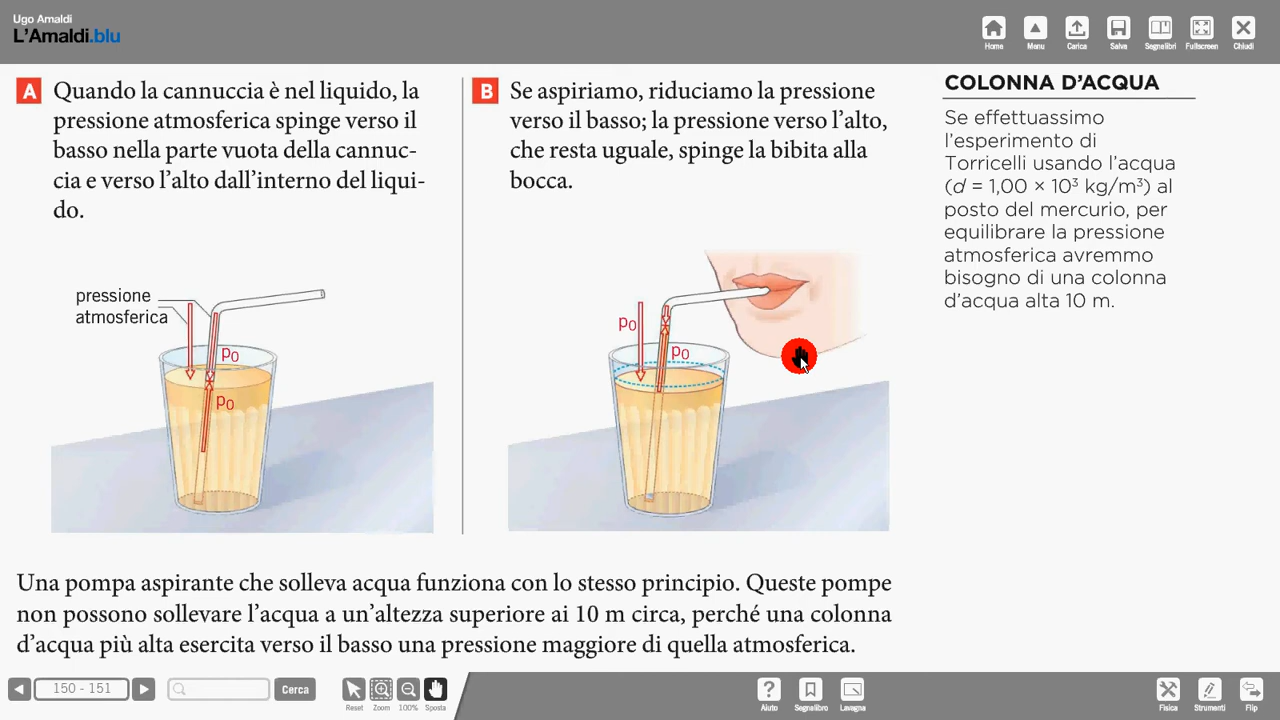 Ugo Amaldi
L'Amaldi.blu
Home Menu Carica Salva Segnalibri Fullscreen Chiudi
A Quando la cannuccia è nel liquido, la
pressione atmosferica spinge verso il
basso nella parte vuota della cannuc-
cia e verso l'alto dall'interno del liqui-
do.
pressione
atmosferica
p₀
p₀
B Se aspiriamo, riduciamo la pressione
verso il basso; la pressione verso l'alto,
che resta uguale, spinge la bibita alla
bocca.
p₀
p₀
COLONNA D'ACQUA
Se effettuassimo
l'esperimento di
Torricelli usando l'acqua
(d = 1,00 × 10³ kg/m³) al
posto del mercurio, per
equilibrare la pressione
atmosferica avremmo
bisogno di una colonna
d'acqua alta 10 m.
Una pompa aspirante che solleva acqua funziona con lo stesso principio. Queste pompe
non possono sollevare l'acqua a un'altezza superiore ai 10 m circa, perché una colonna
d'acqua più alta esercita verso il basso una pressione maggiore di quella atmosferica.
150 - 151 Cerca
Reset Zoom 100% Sposta
? Aiuto Segnalibro Lavagna
Fisica Strumenti Flip